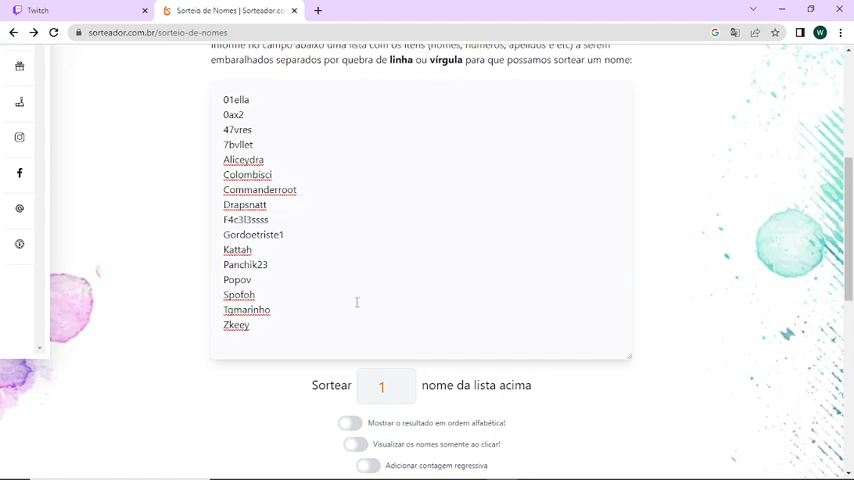 Twitch
Sorteio de Nomes | Sorteador.co
sorteador.com.br/sorteio-de-nomes
W
Informe no campo abaixo uma lista com os itens (nomes, números, apelidos e etc) a serem
embaralhados separados por quebra de linha ou vírgula para que possamos sortear um nome:
01ella
0ax2
47vres
7bvllet
Aliceydra
Colombisci
Commanderroot
Drapsnatt
F4c3l3ssss
Gordoetriste1
Kattah
Panchik23
Popov
Spofoh
Tgmarinho
Zkeey
Sortear 1 nome da lista acima
Mostrar o resultado em ordem alfabética!
Visualizar os nomes somente ao clicar!
Adicionar contagem regressiva